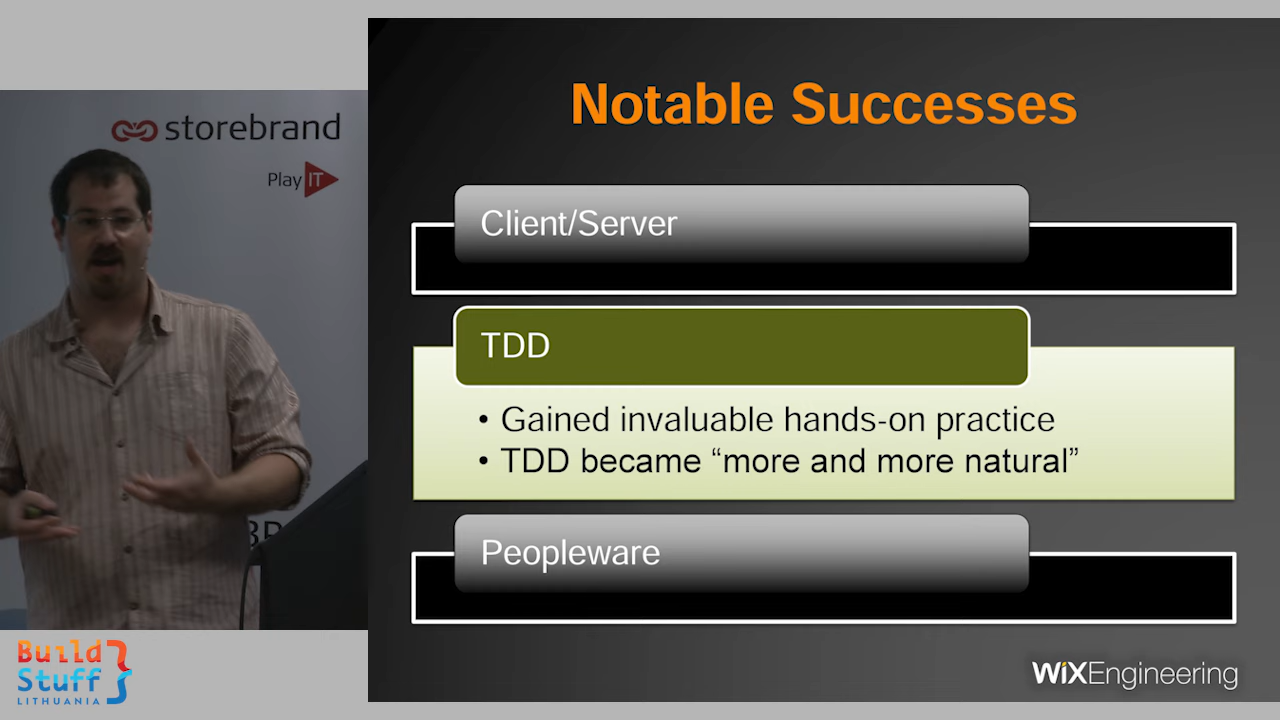 storebrand
Play IT
Build
Stuff
LITHUANIA
Notable Successes
Client/Server
TDD
• Gained invaluable hands-on practice
• TDD became “more and more natural”
Peopleware
WiXEngineering